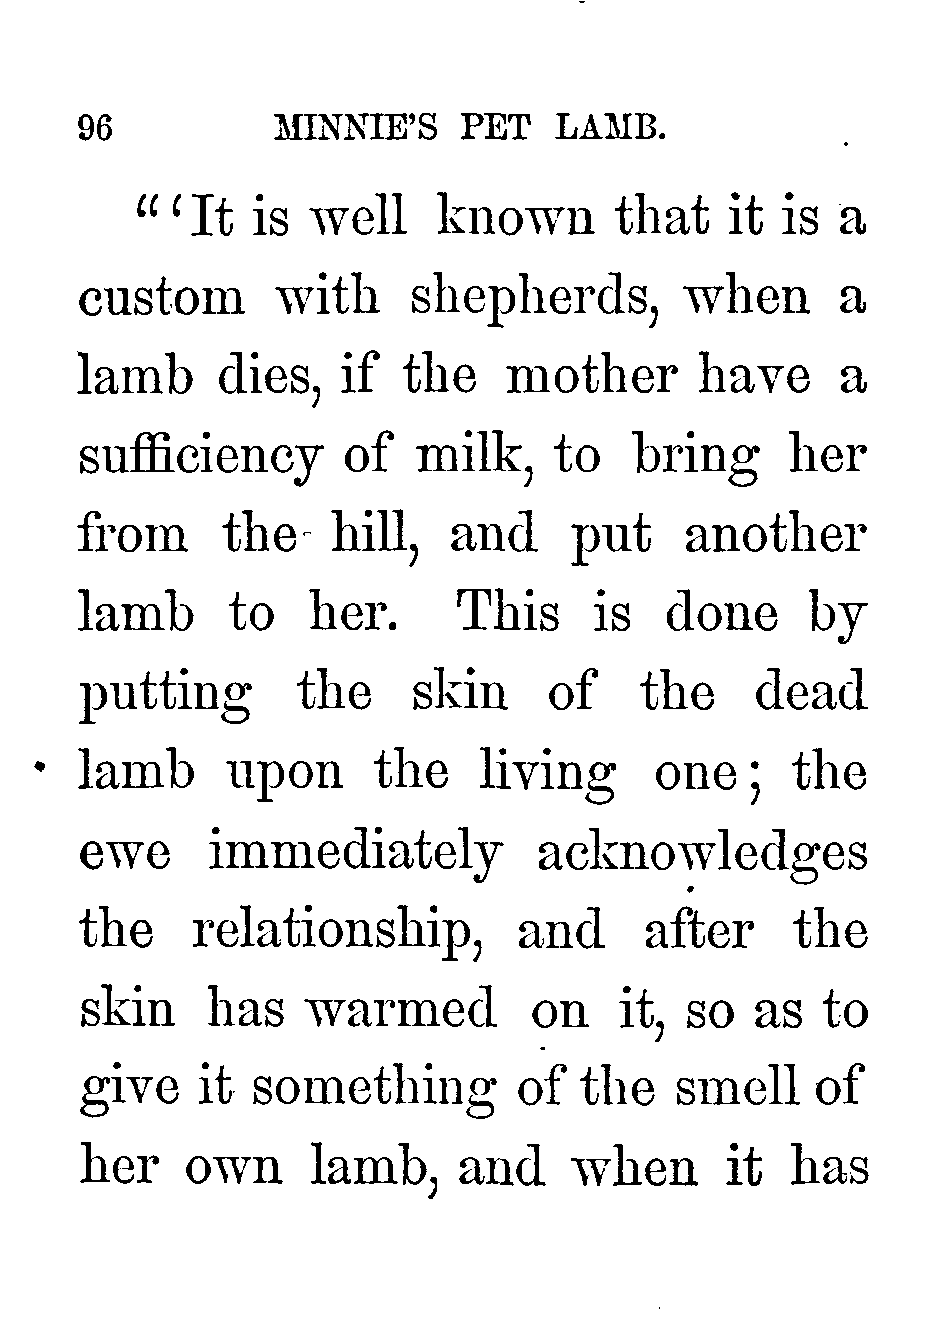 96 MINNIE'S PET LAMB.
"'It is well known that it is a
custom with shepherds, when a
lamb dies, if the mother have a
sufficiency of milk, to bring her
from the hill, and put another
lamb to her. This is done by
putting the skin of the dead
lamb upon the living one; the
ewe immediately acknowledges
the relationship, and after the
skin has warmed on it, so as to
give it something of the smell of
her own lamb, and when it has